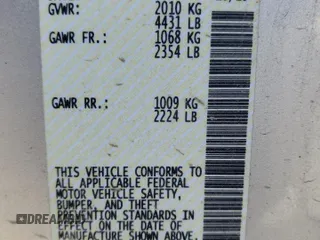 GVWR: 2010 KG
4431 LB
GAWR FR.: 1068 KG
2354 LB
GAWR RR.: 1009 KG
2224 LB
THIS VEHICLE CONFORMS TO
ALL APPLICABLE FEDERAL
MOTOR VEHICLE SAFETY,
BUMPER, AND THEFT
PREVENTION STANDARDS IN
EFFECT ON THE DATE OF
MANUFACTURE SHOWN ABOVE.